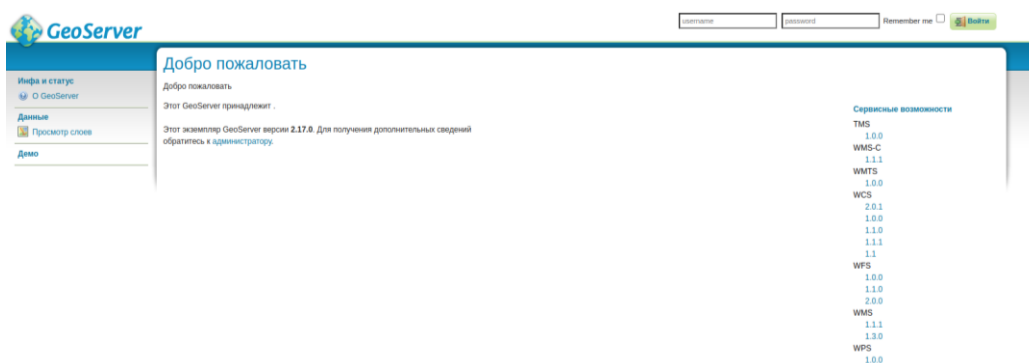 GeoServer
username
password
Remember me
Войти
Инфа и статус
О GeoServer
Данные
Просмотр слоев
Демо
Добро пожаловать
Добро пожаловать
Этот GeoServer принадлежит .
Этот экземпляр GeoServer версии 2.17.0. Для получения дополнительных сведений
обратитесь к администратору.
Сервисные возможности
TMS
1.0.0
WMS-C
1.1.1
WMTS
1.0.0
WCS
2.0.1
1.0.0
1.1.0
1.1.1
1.1
WFS
1.0.0
1.1.0
2.0.0
WMS
1.1.1
1.3.0
WPS
1.0.0